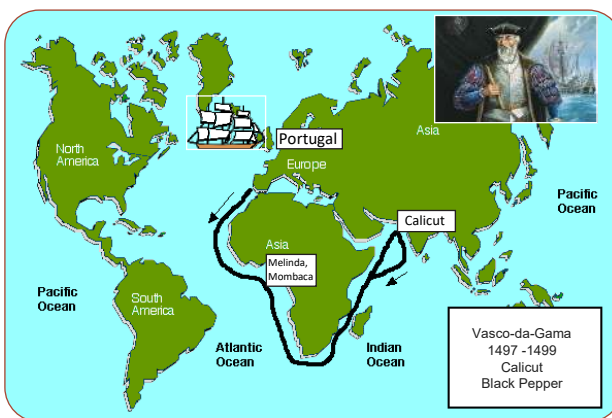 Asia
Portugal
North
America
Europe
Pacific
Ocean
Calicut
Asia
Melinda,
Mombaca
Pacific
Ocean
South
America
Atlantic
Ocean
Indian
Ocean
Vasco-da-Gama
1497 -1499
Calicut
Black Pepper